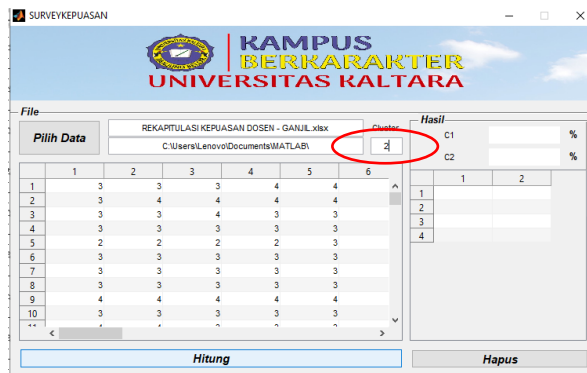 SURVEYKEPUASAN
KAMPUS
BERKARAKTER
UNIVERSITAS KALTARA
File
Pilih Data
REKAPITULASI KEPUASAN DOSEN - GANJIL.xlsx
Cluster
C:\Users\Lenovo\Documents\MATLAB\
2
1 2 3 4 5 6
1 3 3 3 4 4
2 3 4 4 4 4
3 3 3 4 3 3
4 3 3 3 3 3
5 2 2 2 2 3
6 3 3 3 3 3
7 3 3 3 3 3
8 3 3 3 3 3
9 4 4 4 4 4
10 3 3 3 3 3
Hitung
Hasil
C1 %
C2 %
1 2
1
2
3
4
Hapus